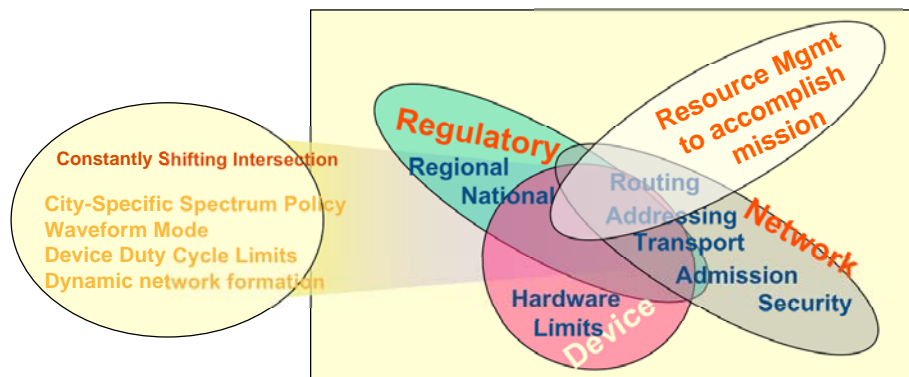 Constantly Shifting Intersection
City-Specific Spectrum Policy
Waveform Mode
Device Duty Cycle Limits
Dynamic network formation
Regulatory
Regional
National
Resource Mgmt
to accomplish
mission
Routing
Addressing
Transport
Admission
Security
Network
Hardware
Limits
Device